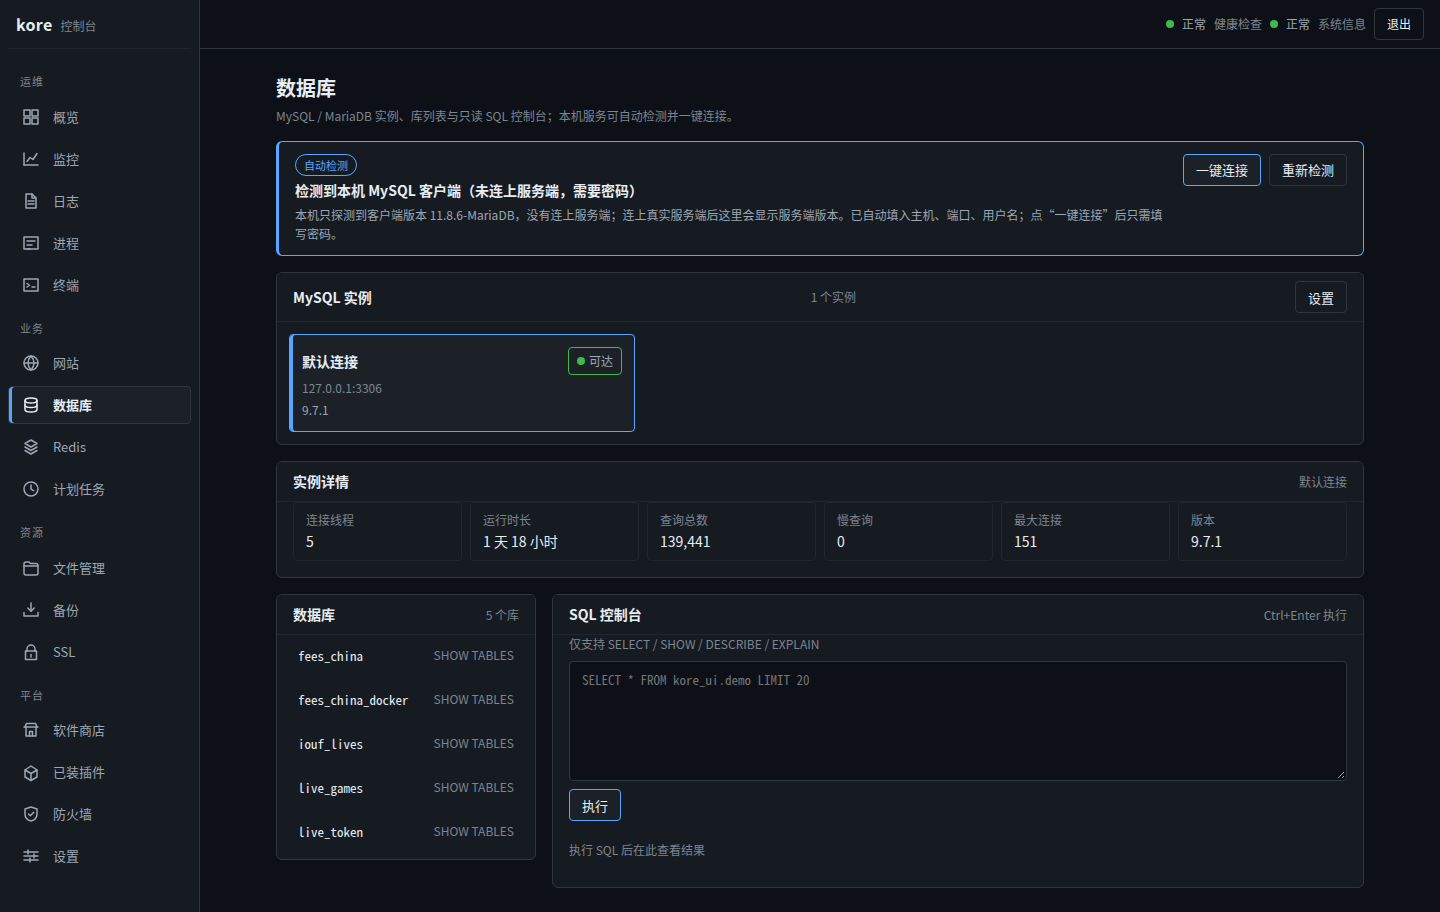 kore 控制台
正常 健康检查 正常 系统信息 退出
运维
概览
监控
日志
进程
终端
业务
网站
数据库
Redis
计划任务
资源
文件管理
备份
SSL
平台
软件商店
已装插件
防火墙
设置
数据库
MySQL / MariaDB 实例、库列表与只读 SQL 控制台；本机服务可自动检测并一键连接。
自动检测
一键连接 重新检测
检测到本机 MySQL 客户端（未连上服务端，需要密码）
本机只探测到客户端版本 11.8.6-MariaDB，没有连上服务端；连上真实服务端后这里会显示服务端版本。已自动填入主机、端口、用户名；点“一键连接”后只需填
写密码。
MySQL 实例 1 个实例 设置
默认连接 可达
127.0.0.1:3306
9.7.1
实例详情 默认连接
连接线程 运行时长 查询总数 慢查询 最大连接 版本
5 1 天 18 小时 139,441 0 151 9.7.1
数据库 5 个库
fees_china SHOW TABLES
fees_china_docker SHOW TABLES
iouf_lives SHOW TABLES
live_games SHOW TABLES
live_token SHOW TABLES
SQL 控制台 Ctrl+Enter 执行
仅支持 SELECT / SHOW / DESCRIBE / EXPLAIN
SELECT * FROM kore_ui.demo LIMIT 20
执行
执行 SQL 后在此查看结果